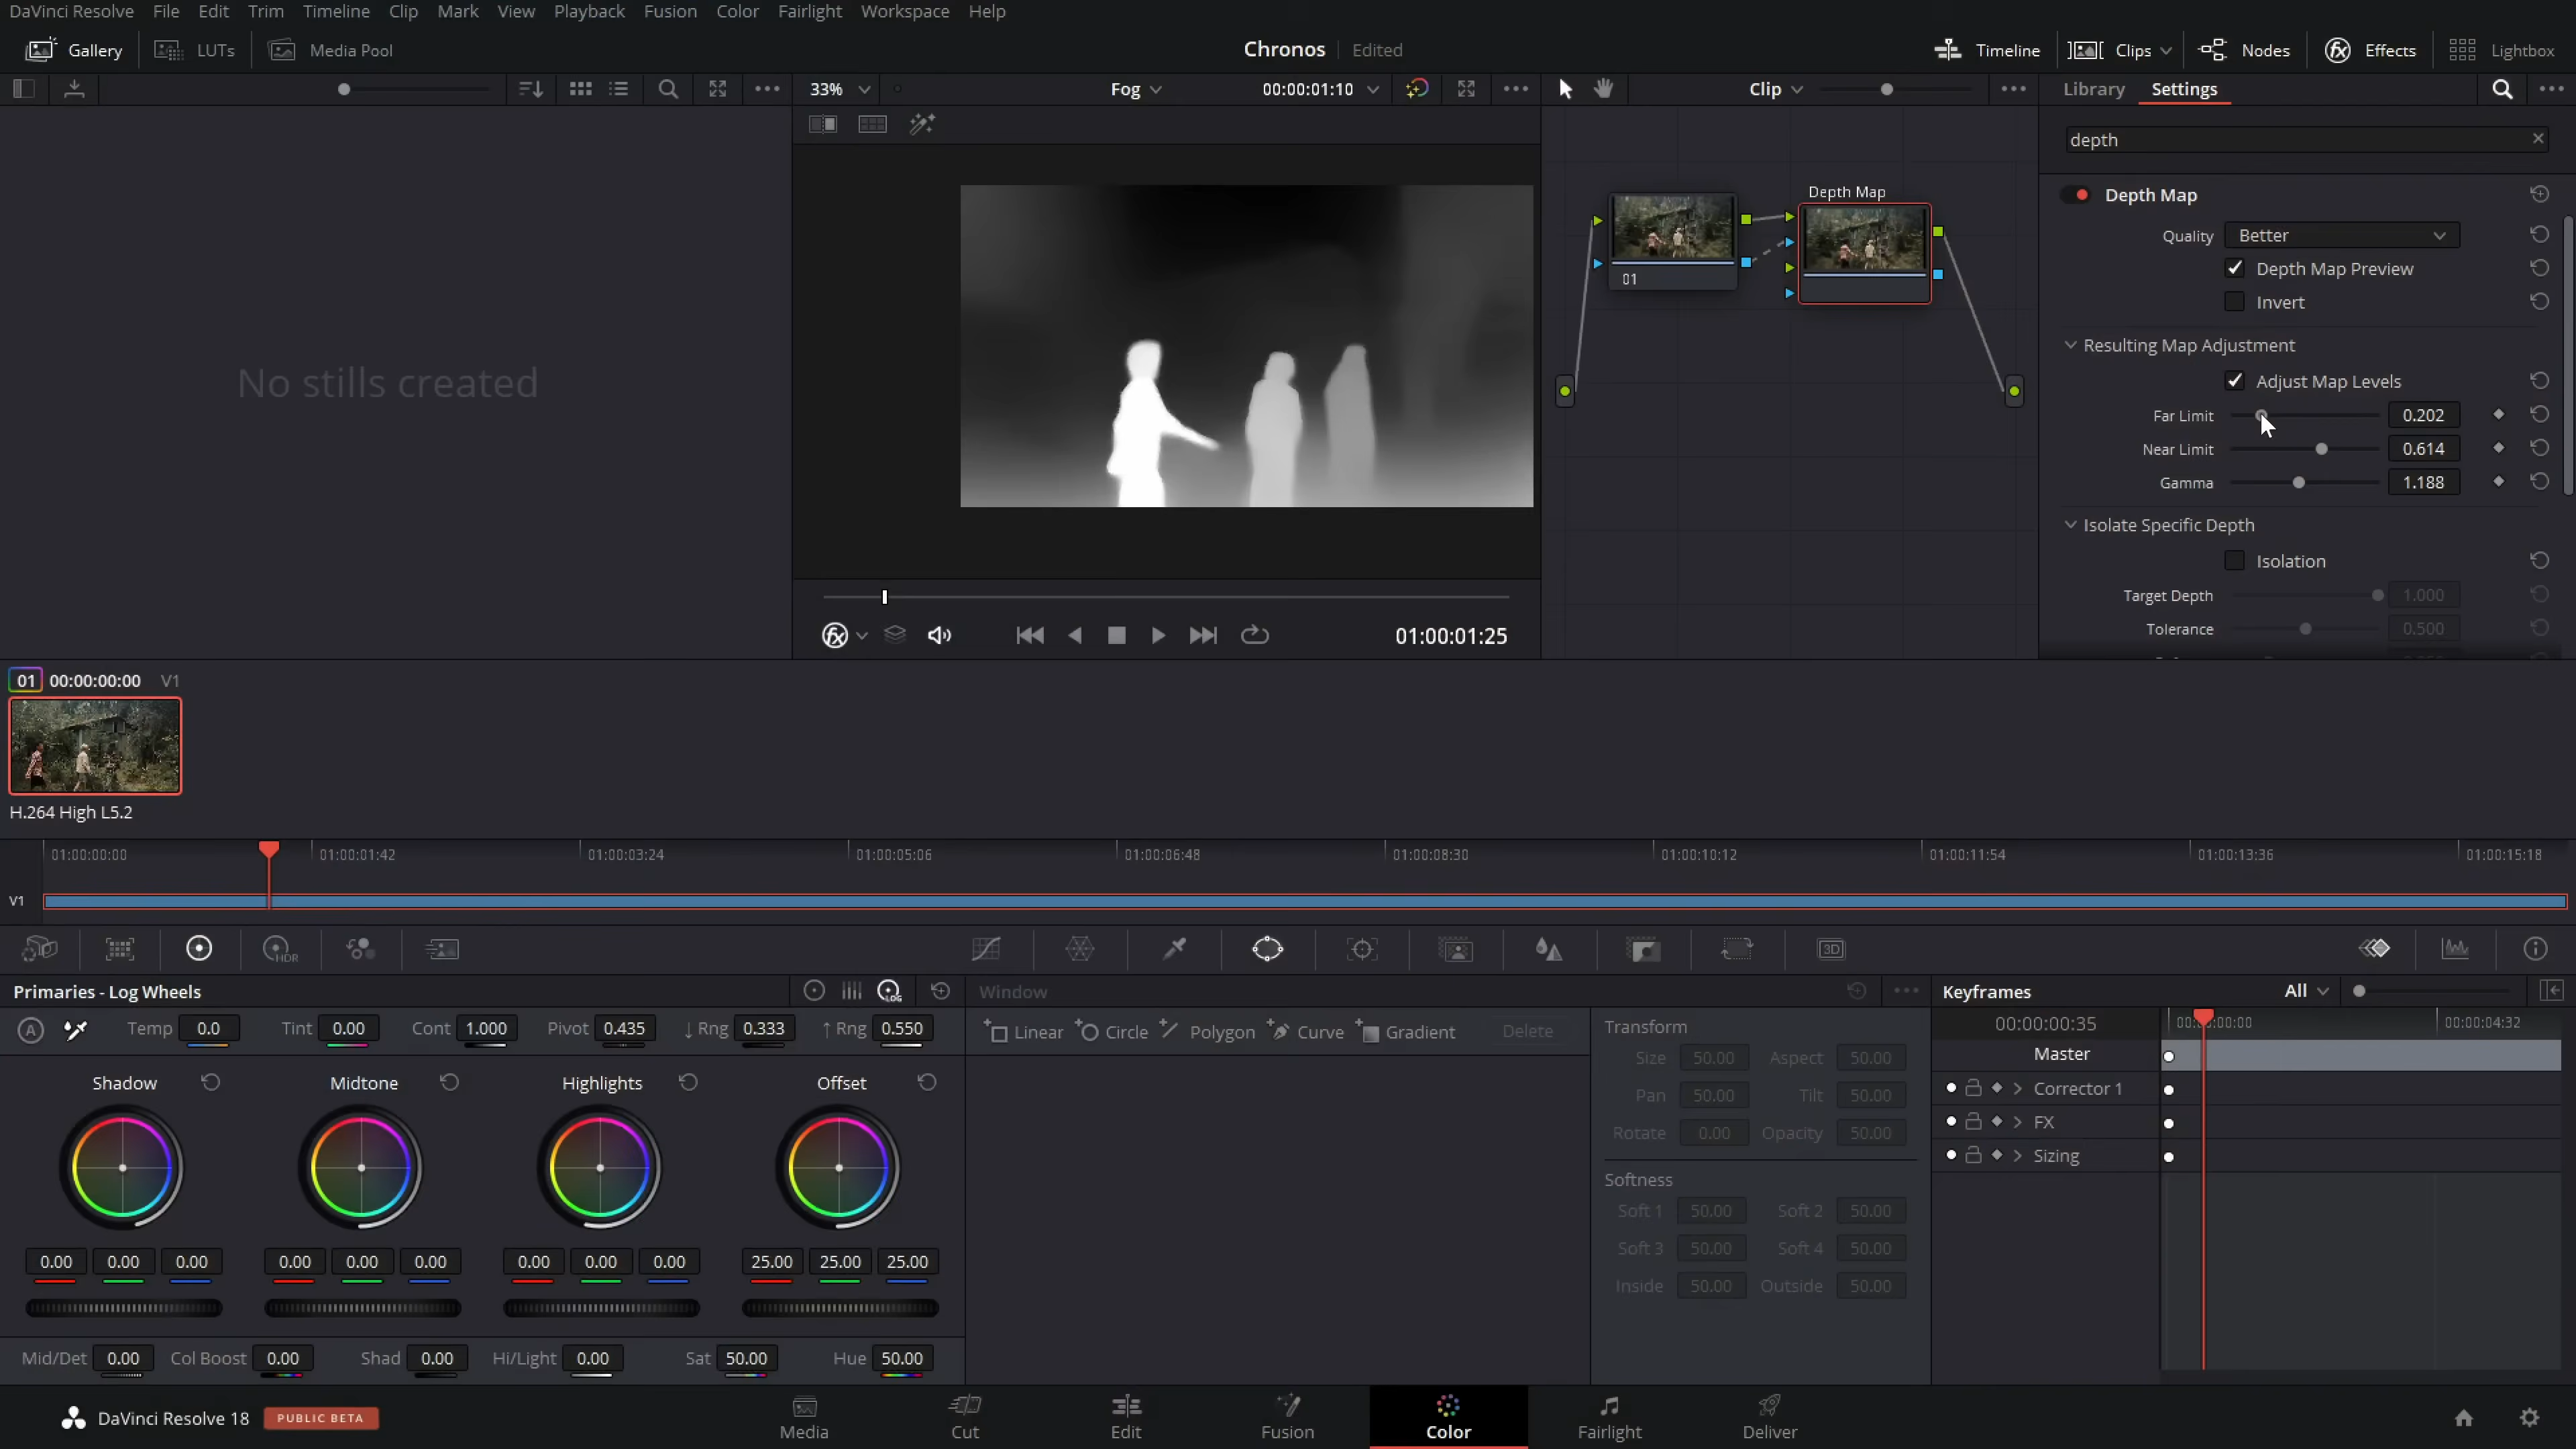 DaVinci Resolve File Edit Trim Timeline Clip Mark View Playback Fusion Color Fairlight Workspace Help
Gallery LUTs Media Pool Chronos Edited Timeline Clips Nodes Effects Lightbox
33% Fog 00:00:01:10 Clip Library Settings
depth
Depth Map
Depth Map
Quality Better
Depth Map Preview
01
Invert
Resulting Map Adjustment
No stills created
Adjust Map Levels
Far Limit 0.202
Near Limit 0.614
Gamma 1.188
Isolate Specific Depth
Isolation
Target Depth 1.000
Tolerance 0.500
01:00:01:25
01 00:00:00:00 V1
H.264 High L5.2
01:00:00:00 01:00:01:42 01:00:03:24 01:00:05:06 01:00:06:48 01:00:08:30 01:00:10:12 01:00:11:54 01:00:13:36 01:00:15:18
V1
HDR 3D
Primaries - Log Wheels LOG Window Keyframes All
A Temp 0.0 Tint 0.00 Cont 1.000 Pivot 0.435 ↓ Rng 0.333 ↑ Rng 0.550
Linear Circle Polygon Curve Gradient Delete
Transform
00:00:00:35 00:00:04:32
Master
Size 50.00 Aspect 50.00
Shadow Midtone Highlights Offset
Corrector 1
Pan 50.00 Tilt 50.00
FX
Rotate 0.00 Opacity 50.00
Sizing
Softness
Soft 1 50.00 Soft 2 50.00
Soft 3 50.00 Soft 4 50.00
0.00 0.00 0.00 0.00 0.00 0.00 0.00 0.00 0.00 25.00 25.00 25.00
Inside 50.00 Outside 50.00
Mid/Det 0.00 Col Boost 0.00 Shad 0.00 Hi/Light 0.00 Sat 50.00 Hue 50.00
DaVinci Resolve 18 PUBLIC BETA
Media Cut Edit Fusion Color Fairlight Deliver